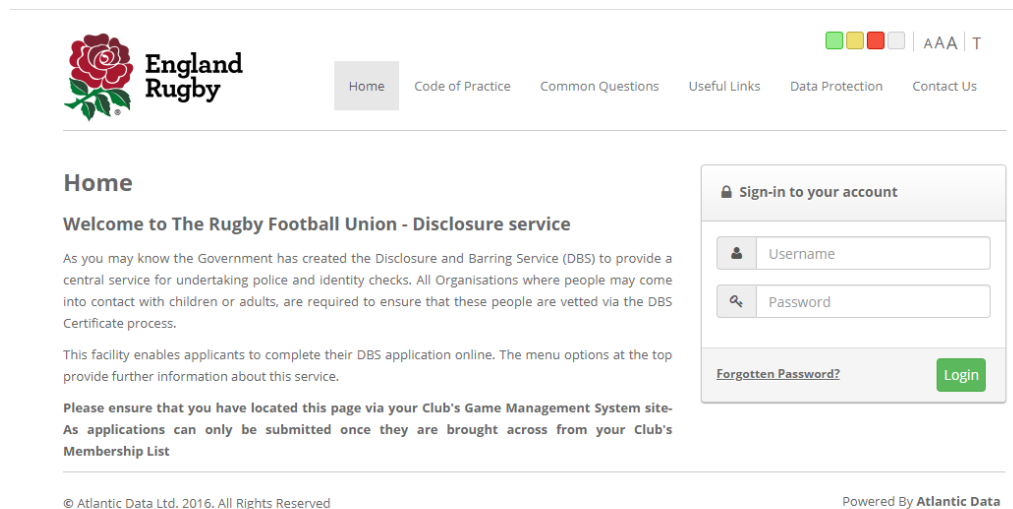 England
Rugby
AAA T
Home Code of Practice Common Questions Useful Links Data Protection Contact Us
Home
Welcome to The Rugby Football Union - Disclosure service
As you may know the Government has created the Disclosure and Barring Service (DBS) to provide a
central service for undertaking police and identity checks. All Organisations where people may come
into contact with children or adults, are required to ensure that these people are vetted via the DBS
Certificate process.
This facility enables applicants to complete their DBS application online. The menu options at the top
provide further information about this service.
Please ensure that you have located this page via your Club's Game Management System site-
As applications can only be submitted once they are brought across from your Club's
Membership List
Sign-in to your account
Username
Password
Forgotten Password? Login
© Atlantic Data Ltd. 2016. All Rights Reserved
Powered By Atlantic Data